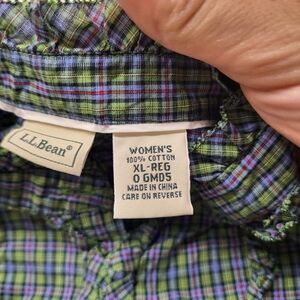 L.L.Bean®
WOMEN'S
100% COTTON
XL-REG
0 GMD5
MADE IN CHINA
CARE ON REVERSE